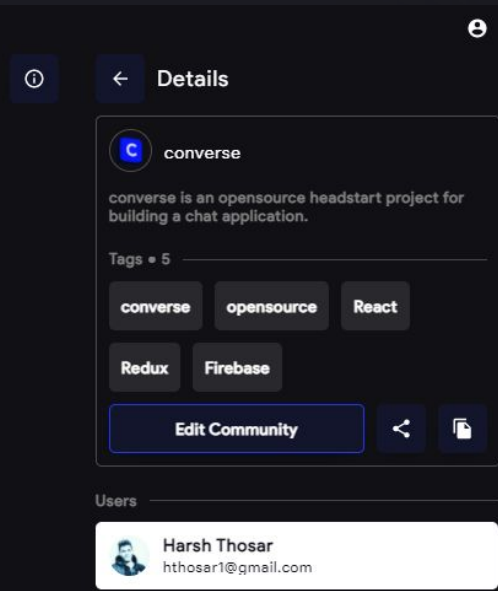 Details
C converse
converse is an opensource headstart project for
building a chat application.
Tags • 5
converse opensource React
Redux Firebase
Edit Community
Users
Harsh Thosar
hthosar1@gmail.com